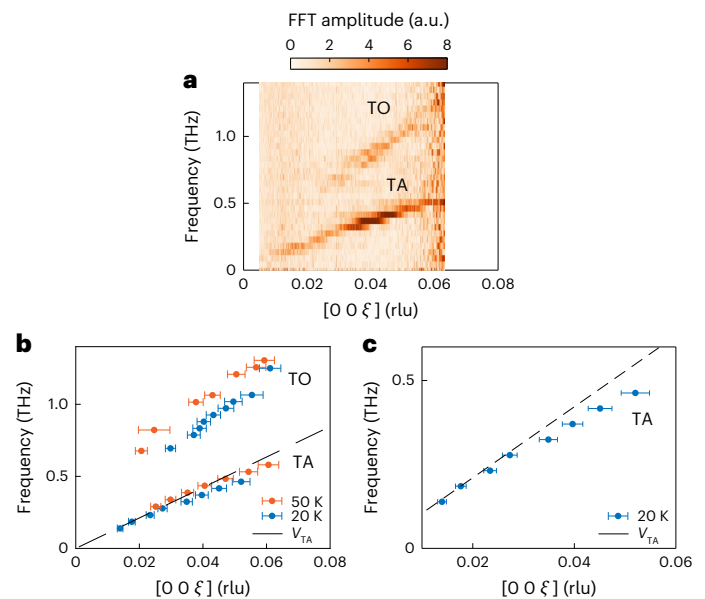 FFT amplitude (a.u.)
0 2 4 6 8
a
TO
TA
Frequency (THz)
1.0
0.5
0
0 0.02 0.04 0.06 0.08
[0 0 ξ] (rlu)
b
TO
TA
Frequency (THz)
1.0
0.5
0
50 K
20 K
V_TA
0 0.02 0.04 0.06 0.08
[0 0 ξ] (rlu)
c
TA
Frequency (THz)
0.5
0
20 K
V_TA
0.02 0.04 0.06
[0 0 ξ] (rlu)